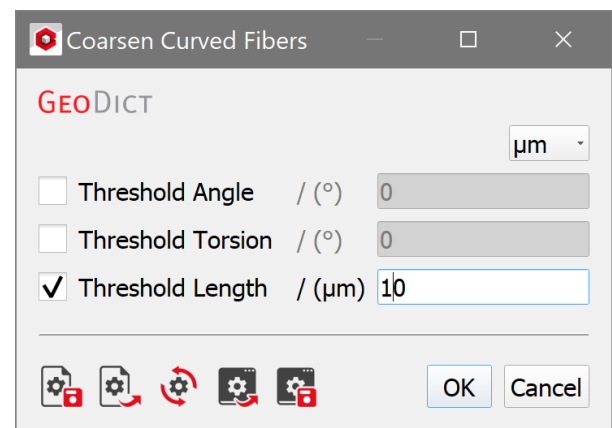 Coarsen Curved Fibers
GEODICT
µm
Threshold Angle / (°) 0
Threshold Torsion / (°) 0
Threshold Length / (µm) 10
OK Cancel